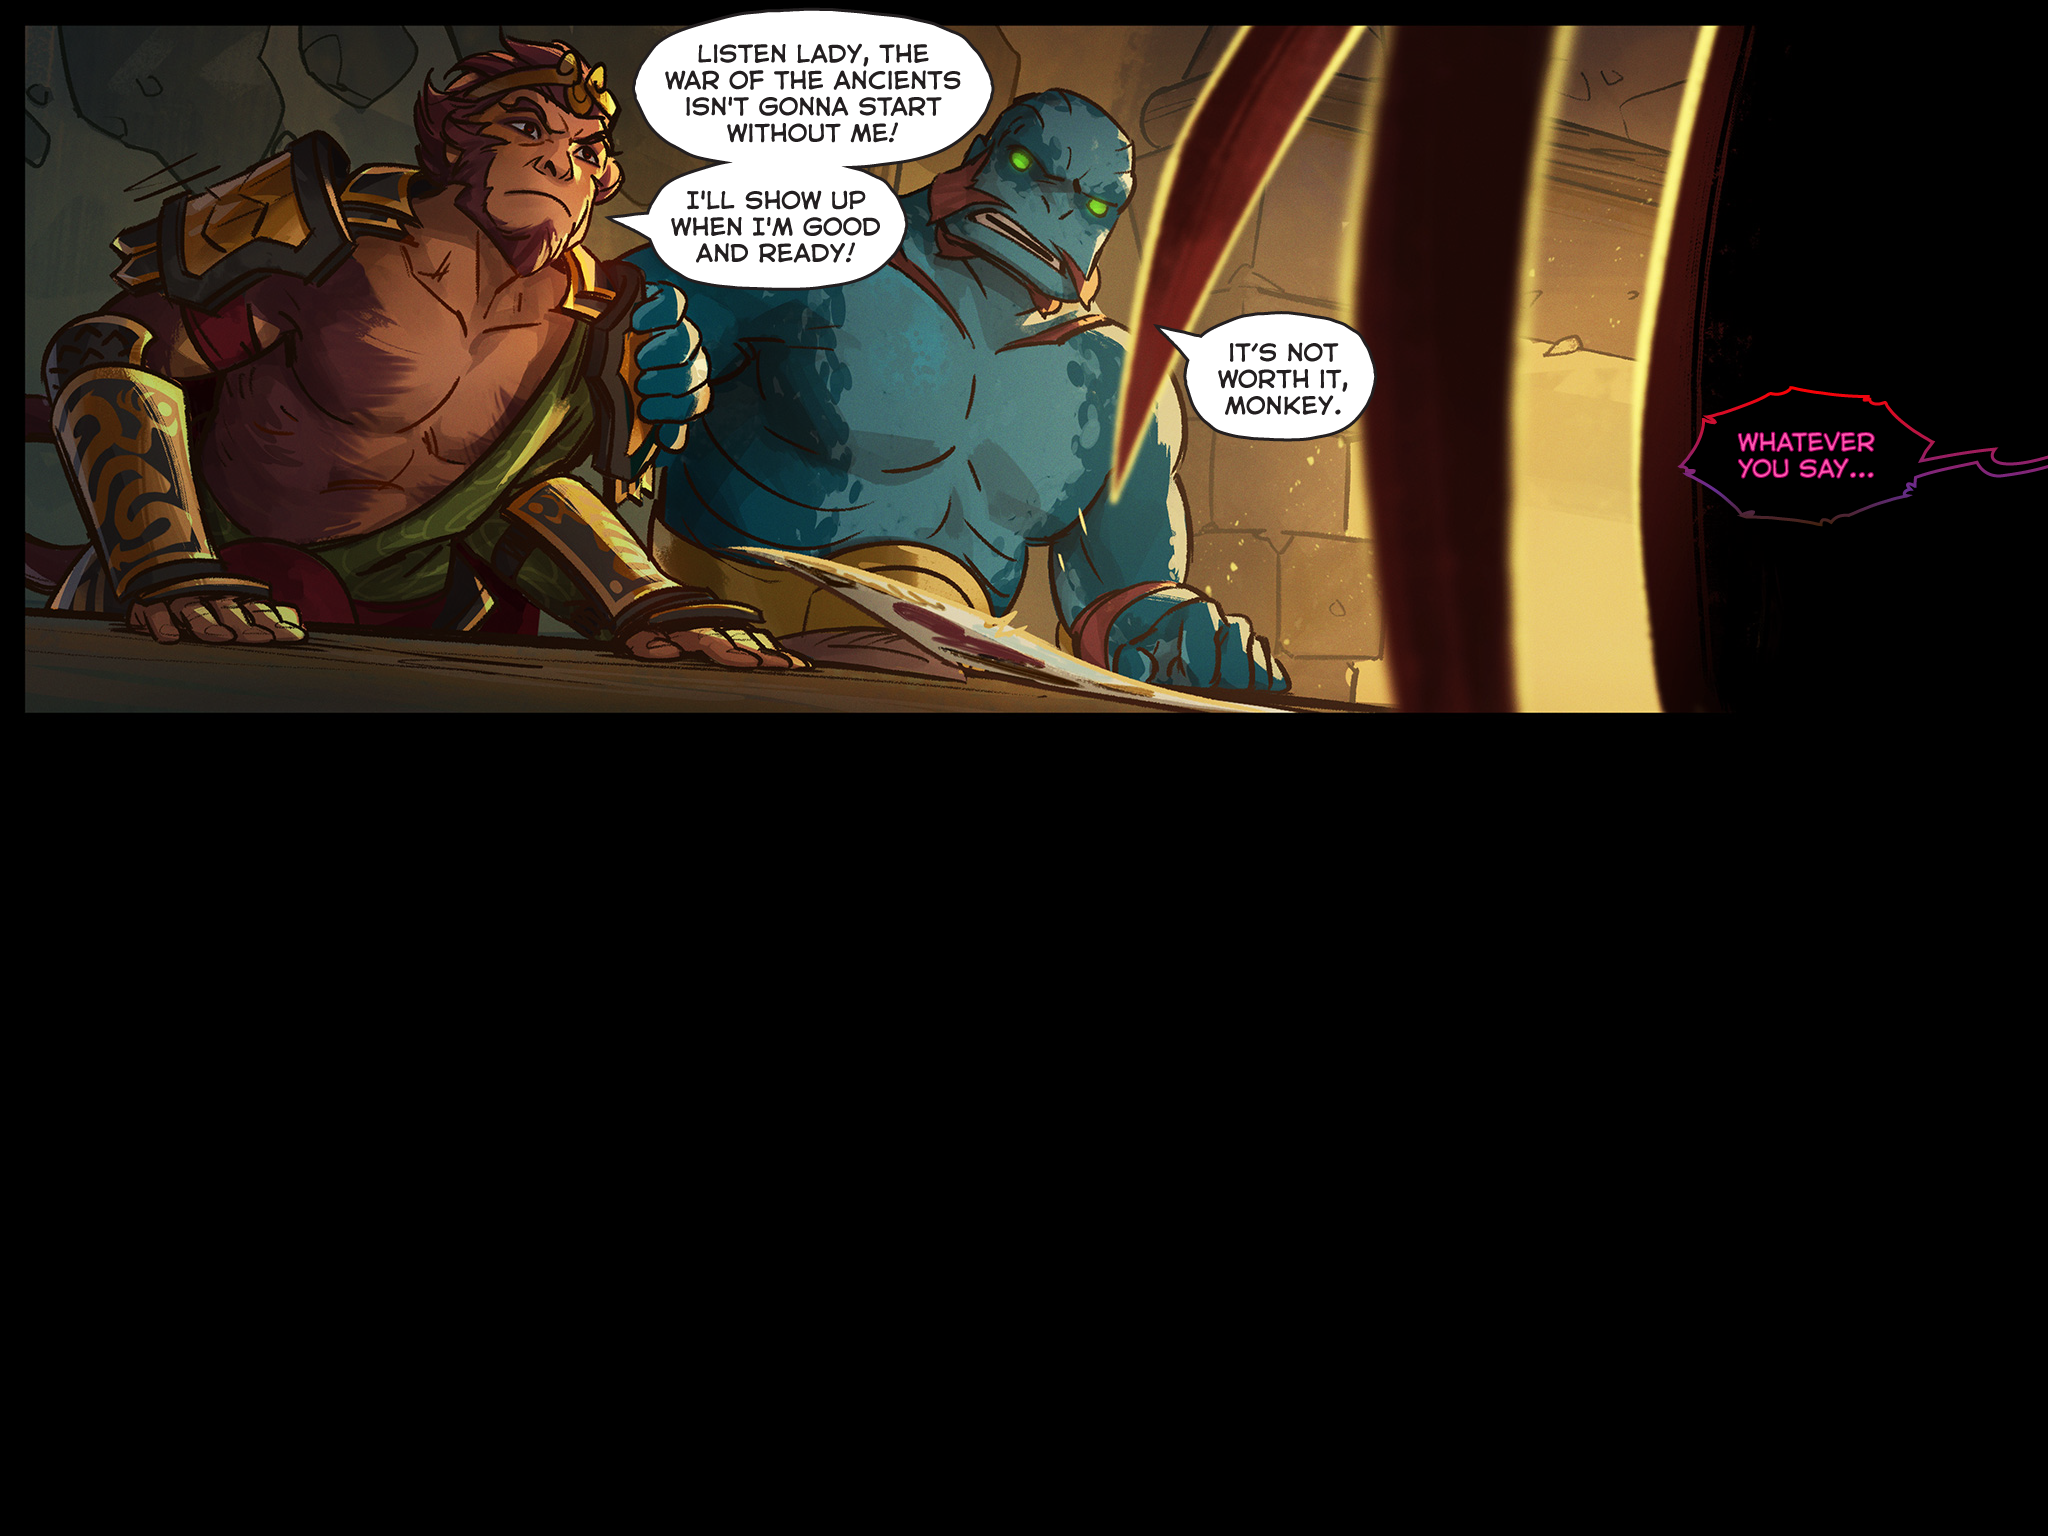 LISTEN LADY, THE
WAR OF THE ANCIENTS
ISN'T GONNA START
WITHOUT ME!
I'LL SHOW UP
WHEN I'M GOOD
AND READY!
IT'S NOT
WORTH IT,
MONKEY.
WHATEVER
YOU SAY...